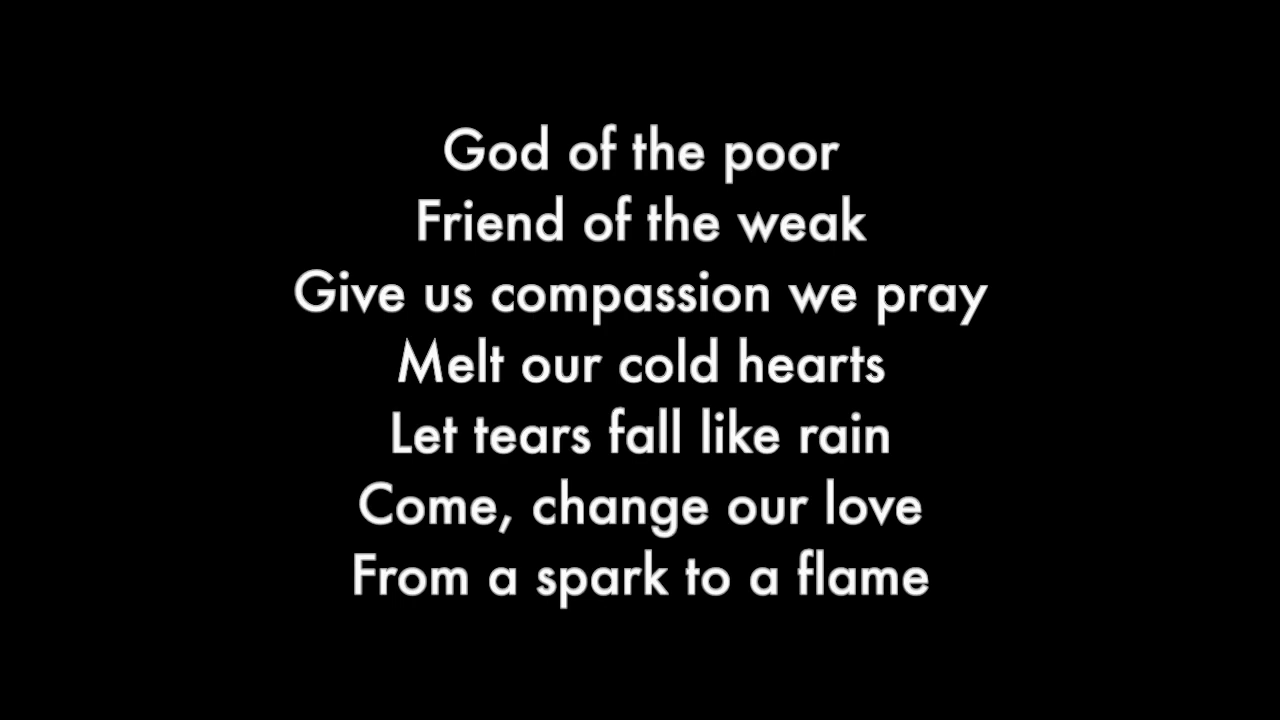 God of the poor
Friend of the weak
Give us compassion we pray
Melt our cold hearts
Let tears fall like rain
Come, change our love
From a spark to a flame